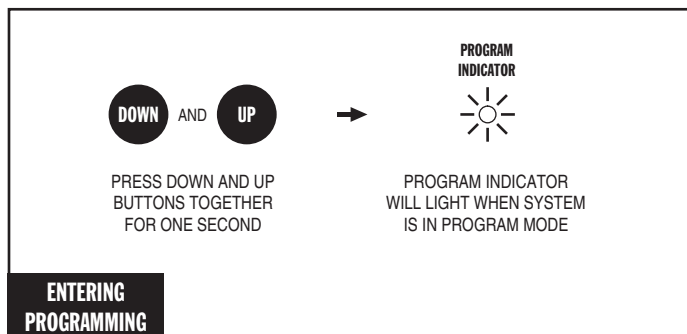 PROGRAM
INDICATOR
DOWN AND UP
PRESS DOWN AND UP
BUTTONS TOGETHER
FOR ONE SECOND
PROGRAM INDICATOR
WILL LIGHT WHEN SYSTEM
IS IN PROGRAM MODE
ENTERING
PROGRAMMING